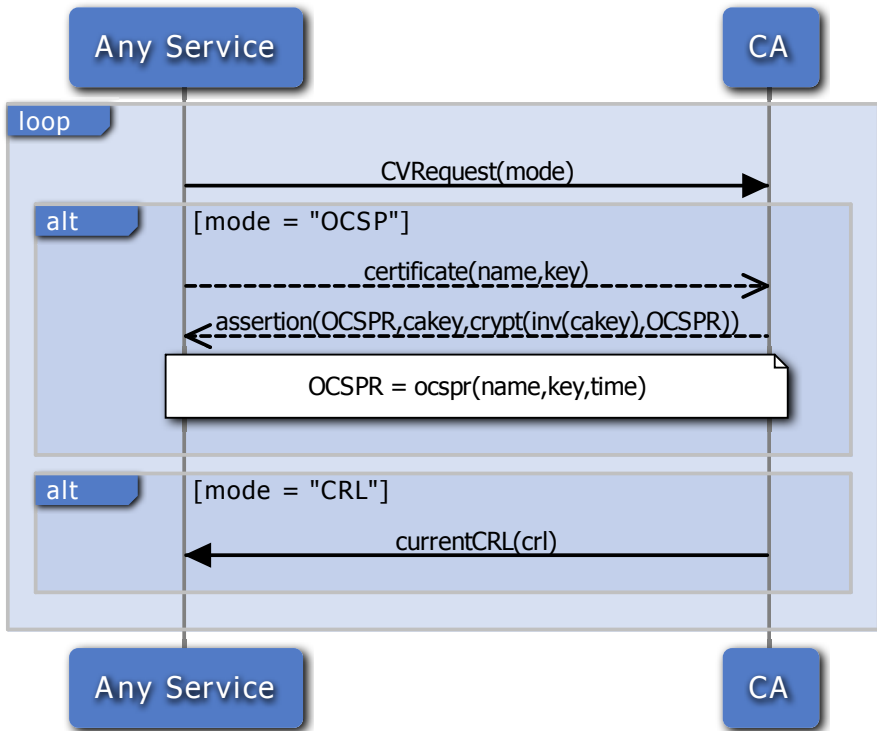 Any Service
CA
loop
CVRequest(mode)
alt
[mode = "OCSP"]
certificate(name,key)
assertion(OCSPR,cakey,crypt(inv(cakey),OCSPR))
OCSPR = ocspr(name,key,time)
alt
[mode = "CRL"]
currentCRL(crl)
Any Service
CA